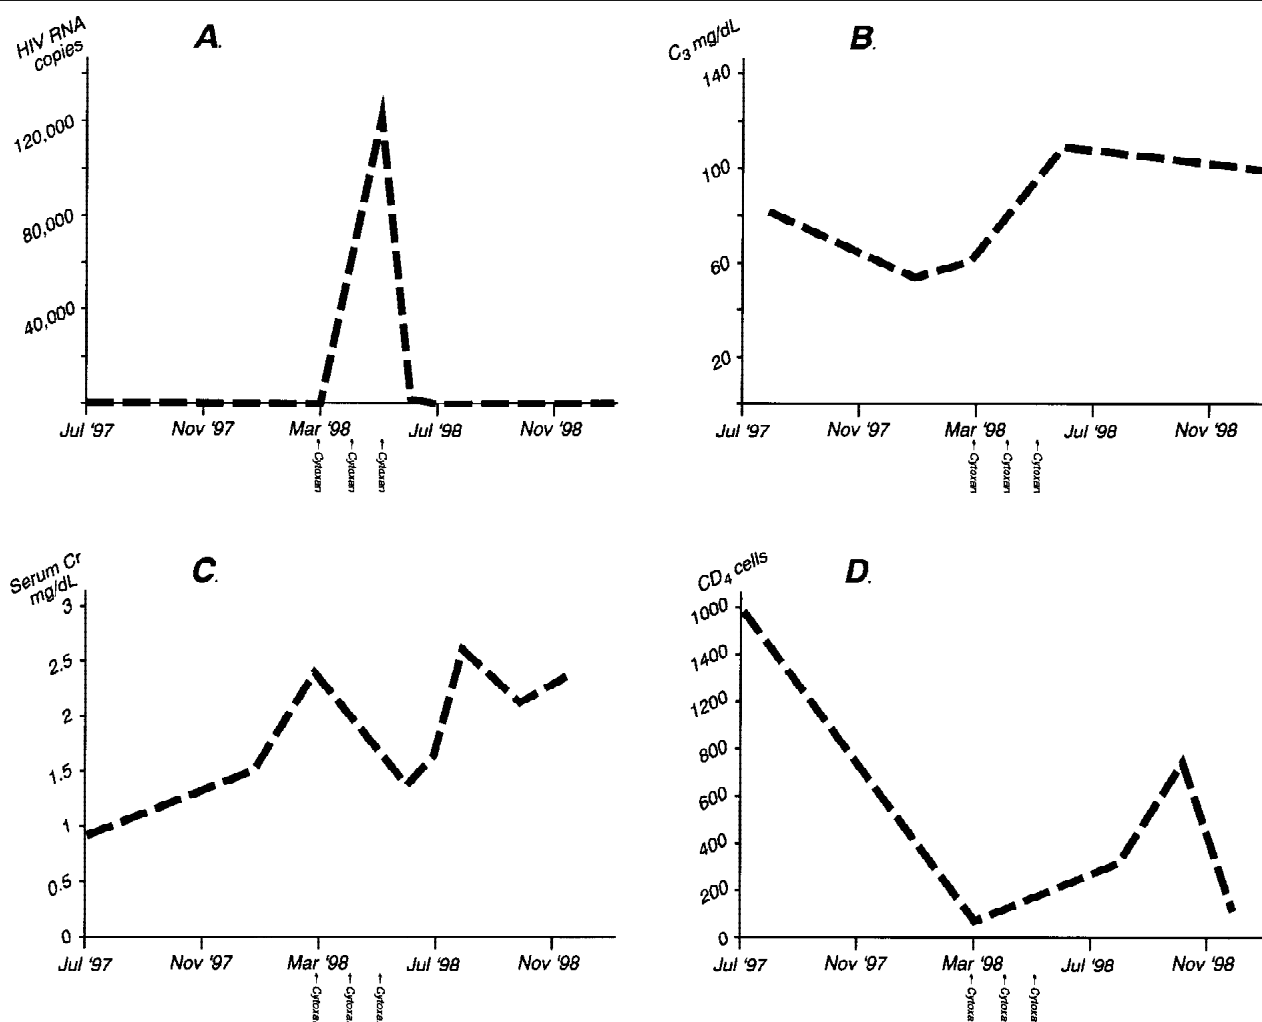 A.
HIV RNA
copies
120,000
80,000
40,000
Jul '97 Nov '97 Mar '98 Jul '98 Nov '98
←Cytoxan
←Cytoxan
←Cytoxan
B.
C3 mg/dL
140
100
60
20
Jul '97 Nov '97 Mar '98 Jul '98 Nov '98
←Cytoxan
←Cytoxan
←Cytoxan
C.
Serum Cr
mg/dL
3
2.5
2
1.5
1
0.5
0
Jul '97 Nov '97 Mar '98 Jul '98 Nov '98
←Cytoxa
←Cytoxa
←Cytoxa
D.
CD4 cells
1000
1400
1200
800
600
400
200
0
Jul '97 Nov '97 Mar '98 Jul '98 Nov '98
←Cytoxa
←Cytoxa
←Cytoxa